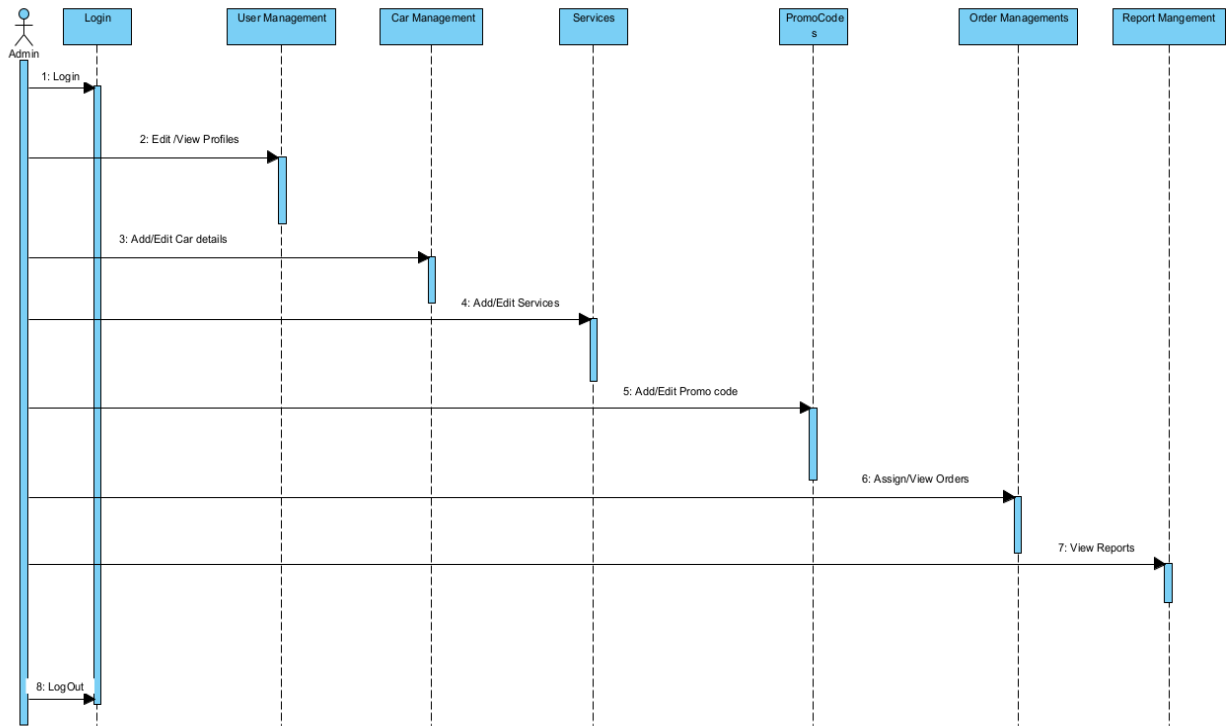 Login
User Management
Car Management
Services
PromoCode
s
Order Managements
Report Mangement
Admin
1: Login
2: Edit /View Profiles
3: Add/Edit Car details
4: Add/Edit Services
5: Add/Edit Promo code
6: Assign/View Orders
7: View Reports
8: LogOut